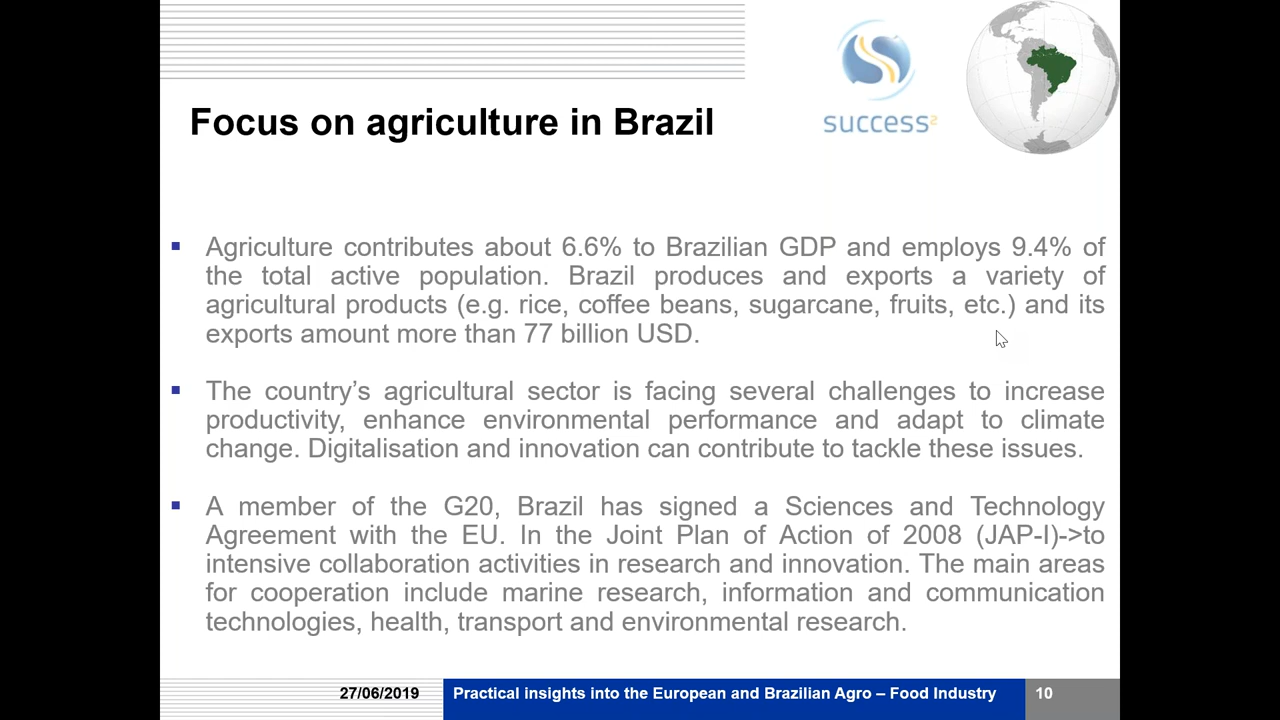 success²
Focus on agriculture in Brazil
▪ Agriculture contributes about 6.6% to Brazilian GDP and employs 9.4% of
the total active population. Brazil produces and exports a variety of
agricultural products (e.g. rice, coffee beans, sugarcane, fruits, etc.) and its
exports amount more than 77 billion USD.
▪ The country’s agricultural sector is facing several challenges to increase
productivity, enhance environmental performance and adapt to climate
change. Digitalisation and innovation can contribute to tackle these issues.
▪ A member of the G20, Brazil has signed a Sciences and Technology
Agreement with the EU. In the Joint Plan of Action of 2008 (JAP-I)->to
intensive collaboration activities in research and innovation. The main areas
for cooperation include marine research, information and communication
technologies, health, transport and environmental research.
27/06/2019 Practical insights into the European and Brazilian Agro – Food Industry 10